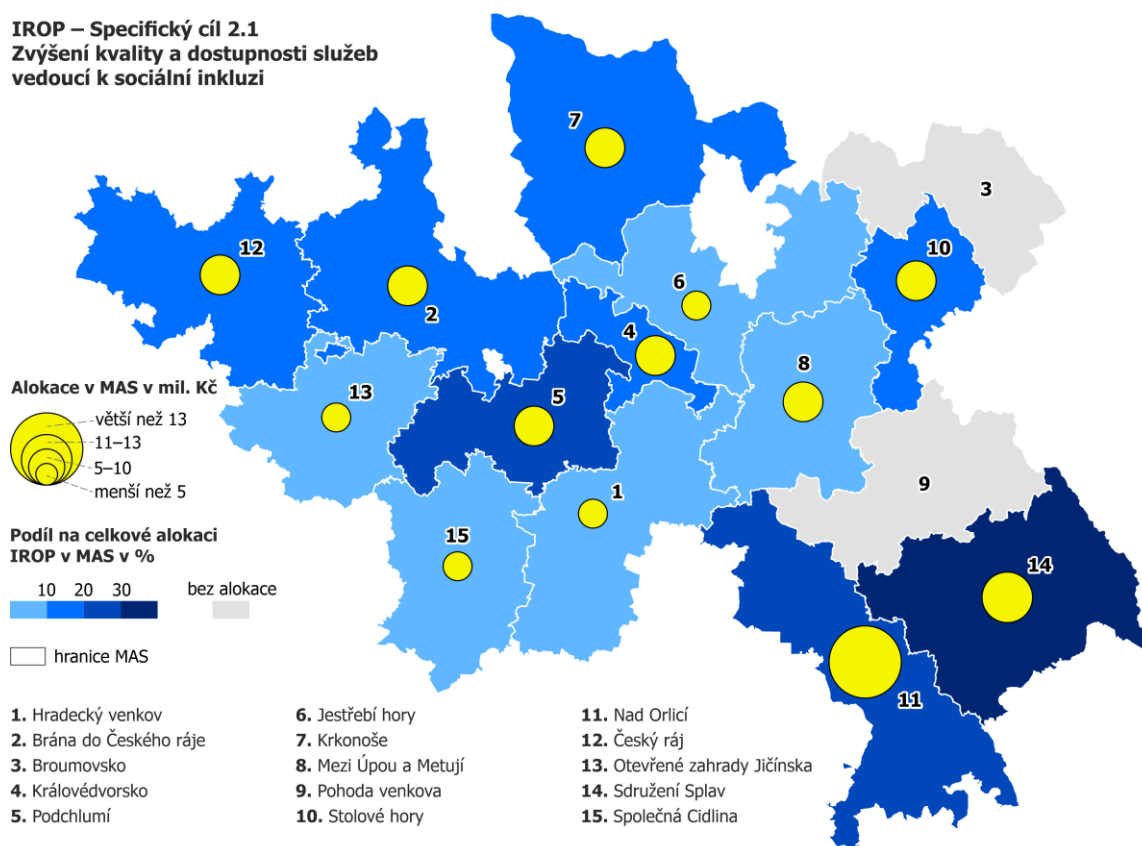 IROP – Specifický cíl 2.1
Zvýšení kvality a dostupnosti služeb
vedoucí k sociální inkluzi
7
3
12
10
6
2
4
8
13
5
9
1
15
14
11
Alokace v MAS v mil. Kč
větší než 13
11–13
5–10
menší než 5
Podíl na celkové alokaci
IROP v MAS v %
10 20 30
bez alokace
hranice MAS
1. Hradecký venkov
2. Brána do Českého ráje
3. Broumovsko
4. Královédvorsko
5. Podchlumí
6. Jestřebí hory
7. Krkonoše
8. Mezi Úpou a Metují
9. Pohoda venkova
10. Stolové hory
11. Nad Orlicí
12. Český ráj
13. Otevřené zahrady Jičínska
14. Sdružení Splav
15. Společná Cidlina